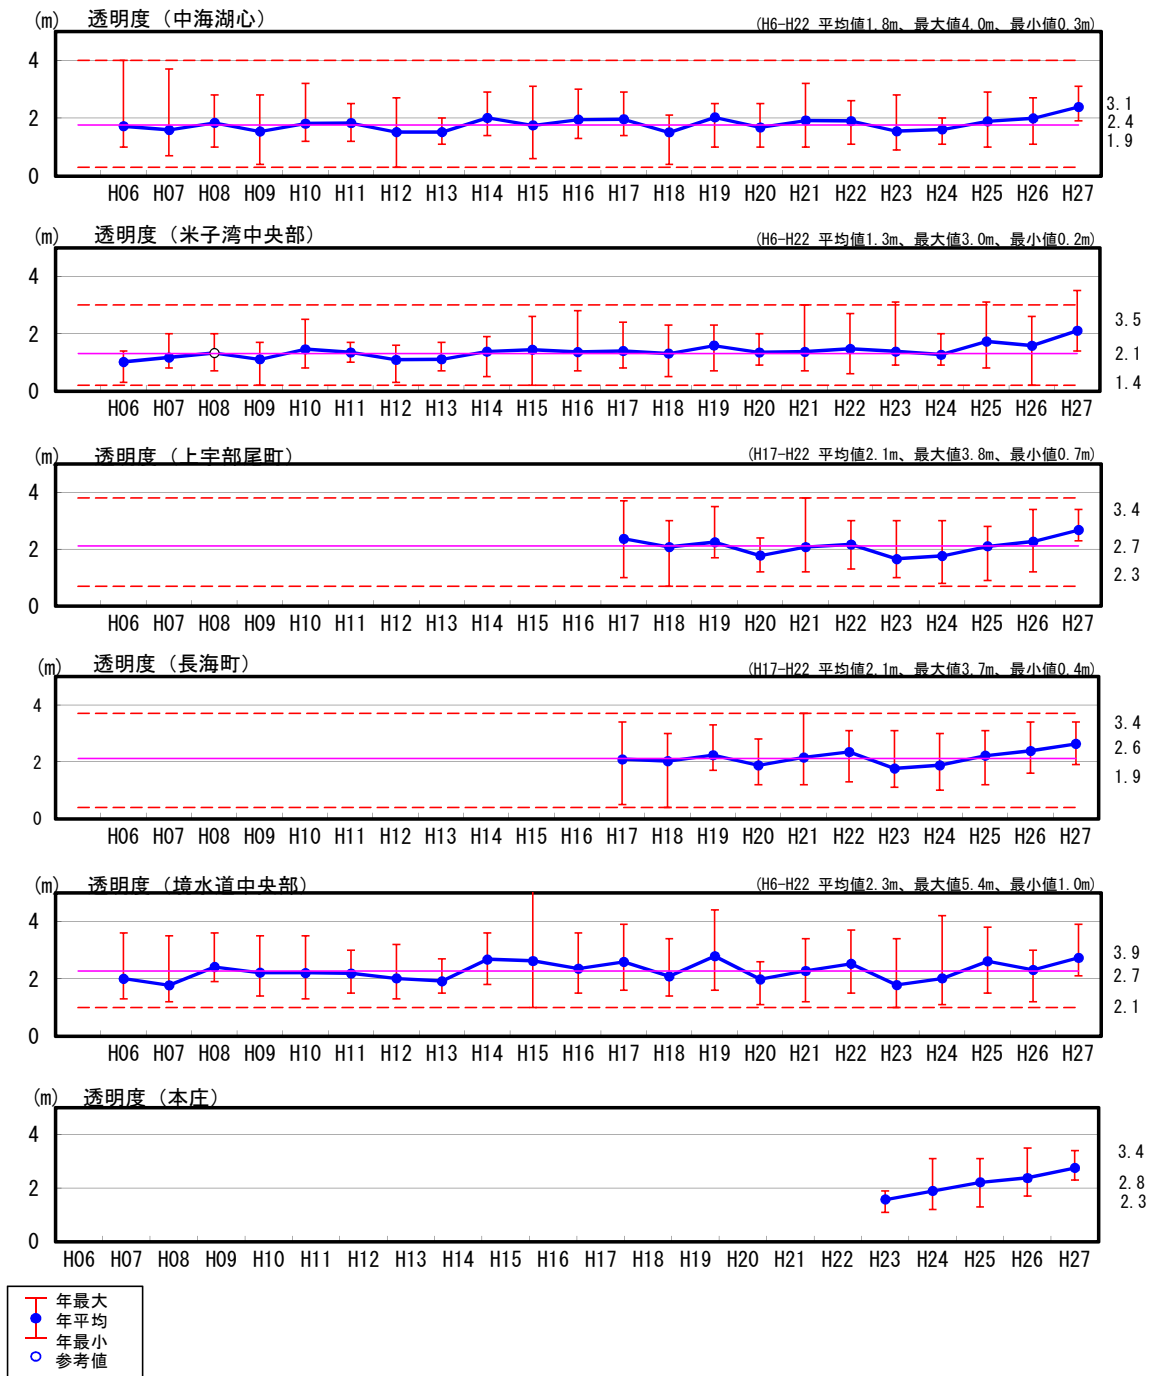 (m) 透明度（中海湖心） (H6-H22 平均値1.8m、最大値4.0m、最小値0.3m)
4
2
0
3.1
2.4
1.9
H06 H07 H08 H09 H10 H11 H12 H13 H14 H15 H16 H17 H18 H19 H20 H21 H22 H23 H24 H25 H26 H27
(m) 透明度（米子湾中央部） (H6-H22 平均値1.3m、最大値3.0m、最小値0.2m)
4
2
0
3.5
2.1
1.4
H06 H07 H08 H09 H10 H11 H12 H13 H14 H15 H16 H17 H18 H19 H20 H21 H22 H23 H24 H25 H26 H27
(m) 透明度（上宇部尾町） (H17-H22 平均値2.1m、最大値3.8m、最小値0.7m)
4
2
0
3.4
2.7
2.3
H06 H07 H08 H09 H10 H11 H12 H13 H14 H15 H16 H17 H18 H19 H20 H21 H22 H23 H24 H25 H26 H27
(m) 透明度（長海町） (H17-H22 平均値2.1m、最大値3.7m、最小値0.4m)
4
2
0
3.4
2.6
1.9
H06 H07 H08 H09 H10 H11 H12 H13 H14 H15 H16 H17 H18 H19 H20 H21 H22 H23 H24 H25 H26 H27
(m) 透明度（境水道中央部） (H6-H22 平均値2.3m、最大値5.4m、最小値1.0m)
4
2
0
3.9
2.7
2.1
H06 H07 H08 H09 H10 H11 H12 H13 H14 H15 H16 H17 H18 H19 H20 H21 H22 H23 H24 H25 H26 H27
(m) 透明度（本庄）
4
2
0
3.4
2.8
2.3
H06 H07 H08 H09 H10 H11 H12 H13 H14 H15 H16 H17 H18 H19 H20 H21 H22 H23 H24 H25 H26 H27
年最大
年平均
年最小
参考値